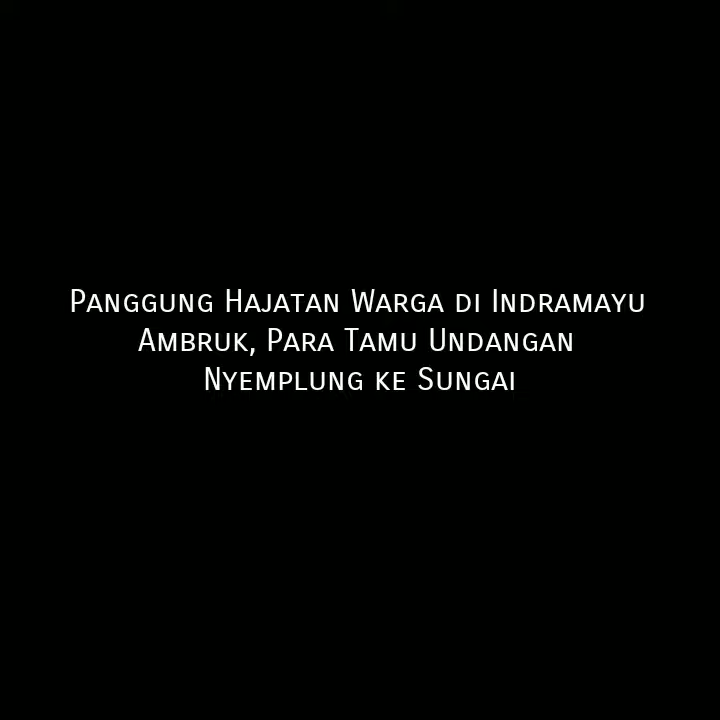 Panggung Hajatan Warga di Indramayu
Ambruk, Para Tamu Undangan
Nyemplung ke Sungai